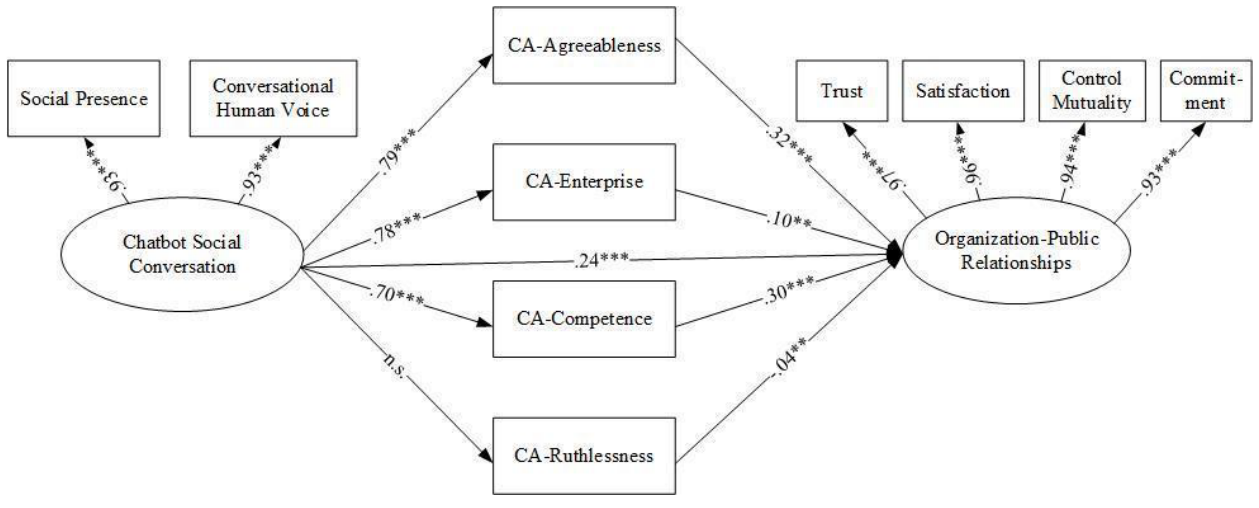 CA-Agreeableness
Social Presence
Conversational
Human Voice
Trust
Satisfaction
Control
Mutuality
Commit-
ment
.93***
.93***
.79***
.32***
.97***
.96***
.94***
.93***
CA-Enterprise
.78***
.10**
Chatbot Social
Conversation
.24***
Organization-Public
Relationships
.70***
CA-Competence
.30***
n.s.
-.04**
CA-Ruthlessness